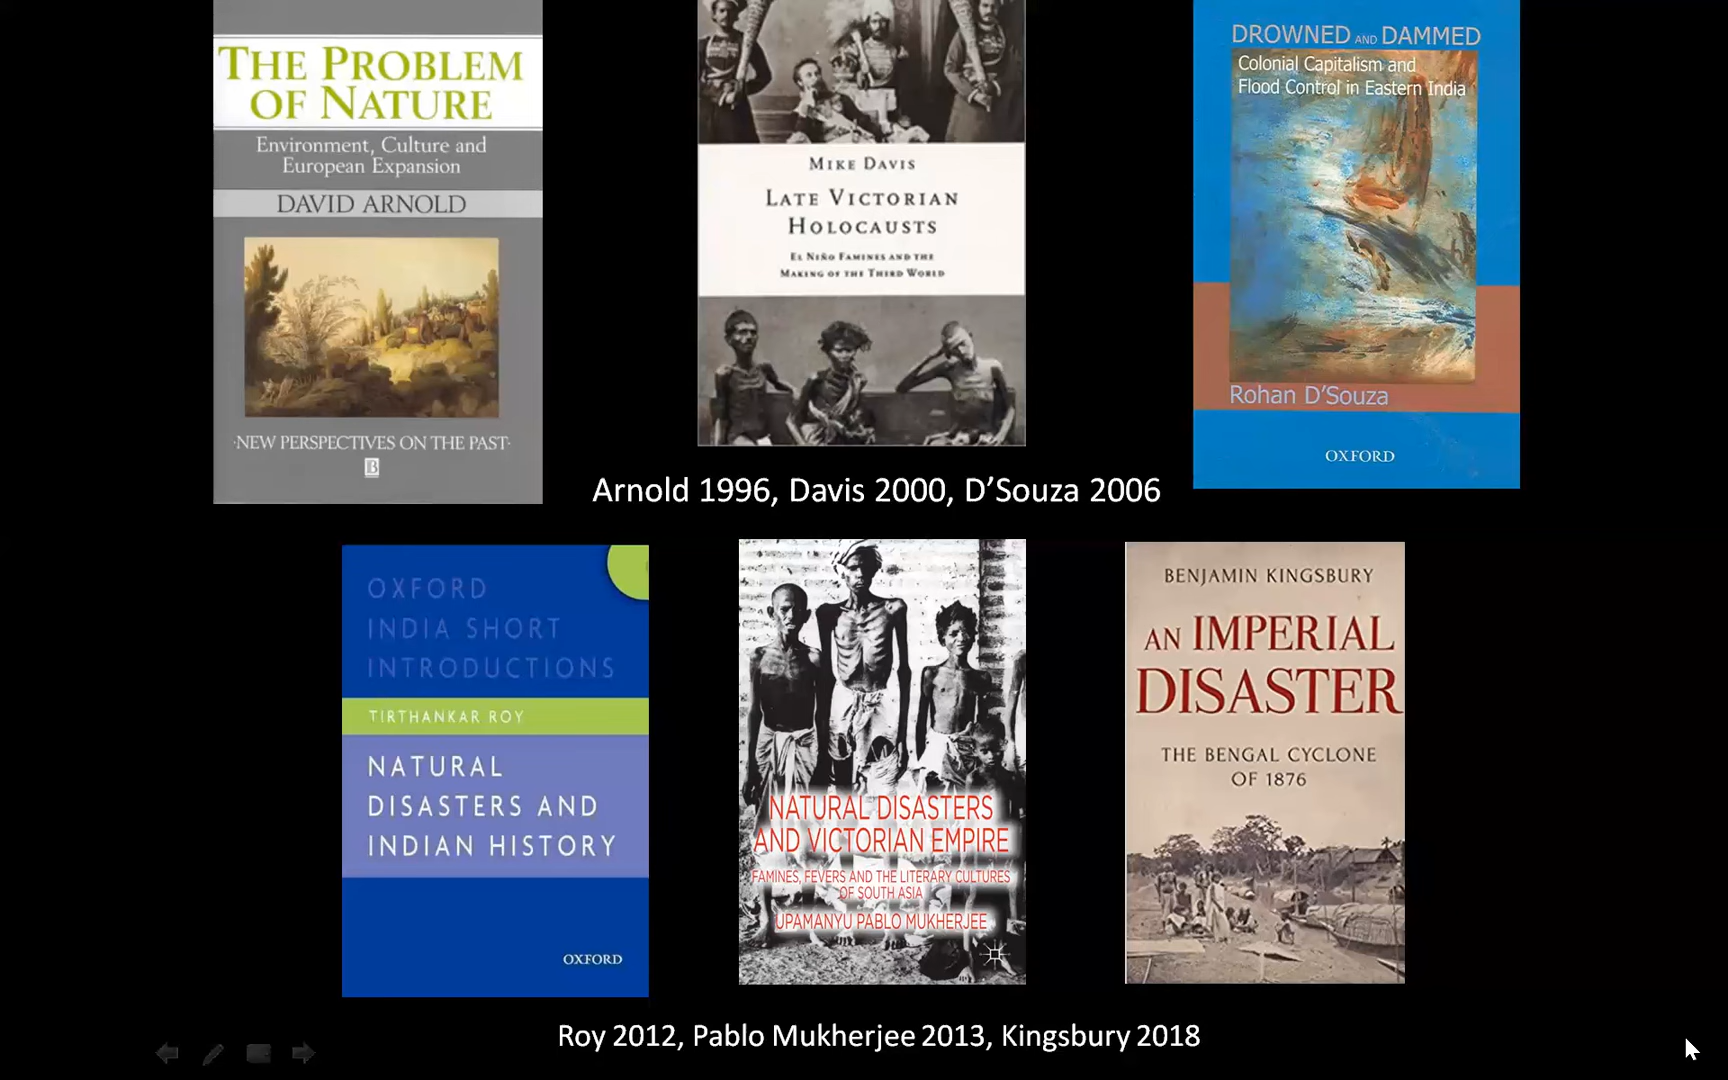 THE PROBLEM
OF NATURE
Environment, Culture and
European Expansion
DAVID ARNOLD
·NEW PERSPECTIVES ON THE PAST·
B
MIKE DAVIS
LATE VICTORIAN
HOLOCAUSTS
EL NIÑO FAMINES AND THE
MAKING OF THE THIRD WORLD
DROWNED AND DAMMED
Colonial Capitalism and
Flood Control in Eastern India
Rohan D'Souza
OXFORD
Arnold 1996, Davis 2000, D’Souza 2006
OXFORD
INDIA SHORT
INTRODUCTIONS
TIRTHANKAR ROY
NATURAL
DISASTERS AND
INDIAN HISTORY
OXFORD
NATURAL DISASTERS
AND VICTORIAN EMPIRE
FAMINES, FEVERS AND THE LITERARY CULTURES
OF SOUTH ASIA
UPAMANYU PABLO MUKHERJEE
BENJAMIN KINGSBURY
AN IMPERIAL
DISASTER
THE BENGAL CYCLONE
OF 1876
Roy 2012, Pablo Mukherjee 2013, Kingsbury 2018